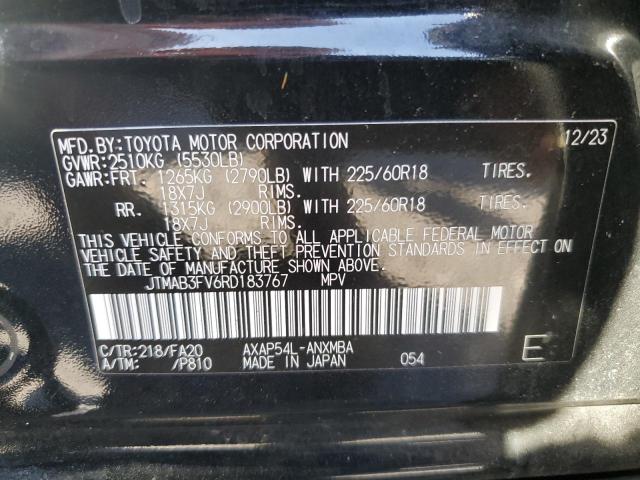 MFD.BY:TOYOTA MOTOR CORPORATION 12/23
GVWR:2510KG (5530LB)
GAWR:FRT. 1265KG (2790LB) WITH 225/60R18 TIRES.
18X7J RIMS.
RR. 1315KG (2900LB) WITH 225/60R18 TIRES.
18X7J RIMS.
THIS VEHICLE CONFORMS TO ALL APPLICABLE FEDERAL MOTOR
VEHICLE SAFETY AND THEFT PREVENTION STANDARDS IN EFFECT ON
THE DATE OF MANUFACTURE SHOWN ABOVE.
JTMAB3FV6RD183767 MPV
C/TR:218/FA20 AXAP54L-ANXMBA
A/TM: /P810 MADE IN JAPAN 054 E